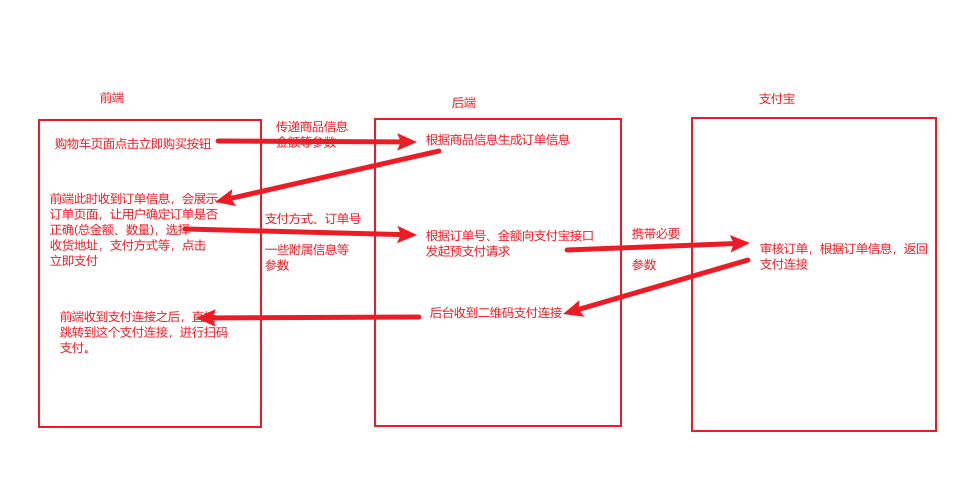 前端
后端
支付宝
购物车页面点击立即购买按钮
传递商品信息
金额等参数
根据商品信息生成订单信息
前端此时收到订单信息，会展示
订单页面，让用户确定订单是否
正确(总金额、数量)，选择
收货地址，支付方式等，点击
立即支付
支付方式、订单号
一些附属信息等
参数
根据订单号、金额向支付宝接口
发起预支付请求
携带必要
参数
审核订单，根据订单信息，返回
支付连接
后台收到二维码支付连接
前端收到支付连接之后，直接
跳转到这个支付连接，进行扫码
支付。